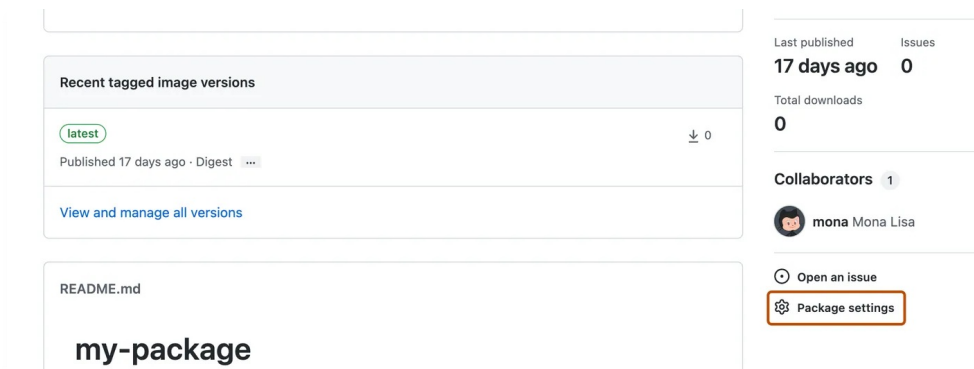 Recent tagged image versions
latest
0
Published 17 days ago · Digest ...
View and manage all versions
README.md
my-package
Last published Issues
17 days ago 0
Total downloads
0
Collaborators 1
mona Mona Lisa
Open an issue
Package settings